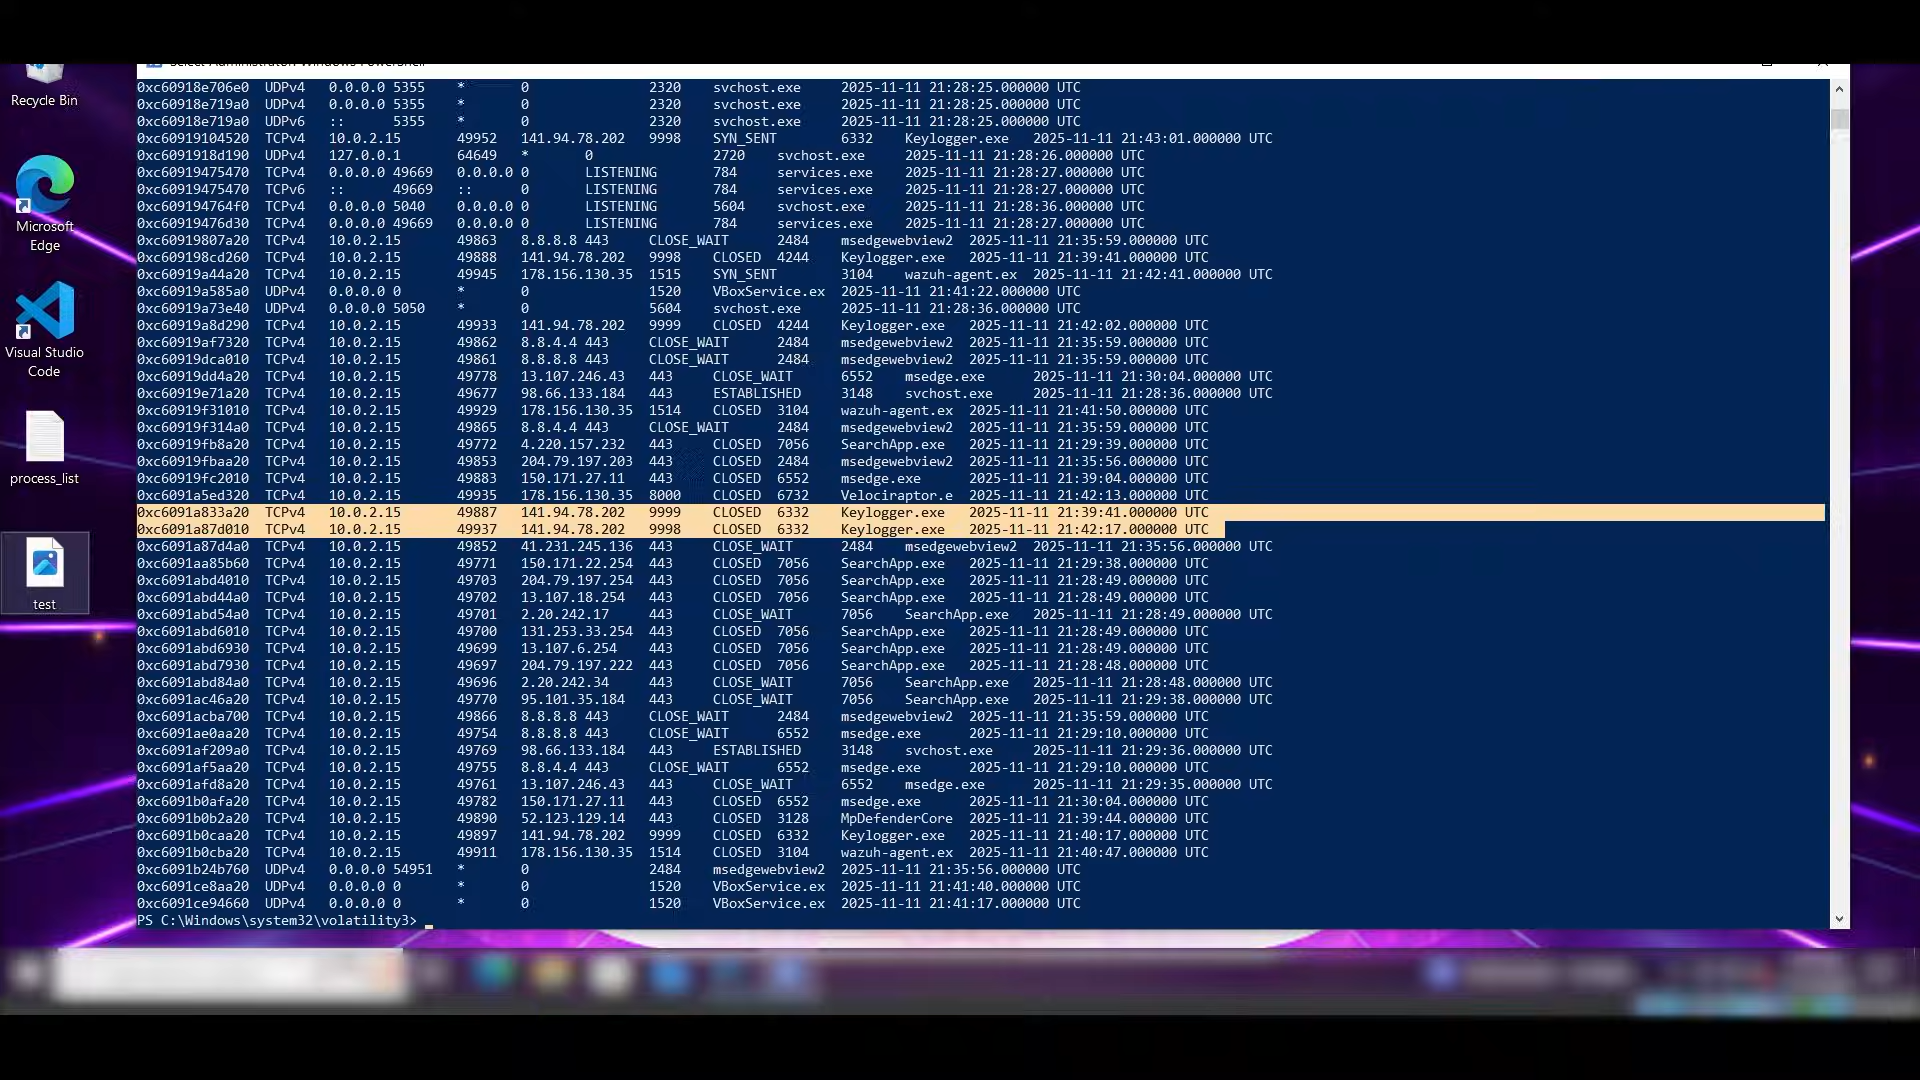 Select Administrator: Windows PowerShell
Recycle Bin
Microsoft
Edge
Visual Studio
Code
process_list
test
0xc60918e706e0 UDPv4 0.0.0.0 5355 * 0 2320 svchost.exe 2025-11-11 21:28:25.000000 UTC
0xc60918e719a0 UDPv4 0.0.0.0 5355 * 0 2320 svchost.exe 2025-11-11 21:28:25.000000 UTC
0xc60918e719a0 UDPv6 :: 5355 * 0 2320 svchost.exe 2025-11-11 21:28:25.000000 UTC
0xc60919104520 TCPv4 10.0.2.15 49952 141.94.78.202 9998 SYN_SENT 6332 Keylogger.exe 2025-11-11 21:43:01.000000 UTC
0xc6091918d190 UDPv4 127.0.0.1 64649 * 0 2720 svchost.exe 2025-11-11 21:28:26.000000 UTC
0xc60919475470 TCPv4 0.0.0.0 49669 0.0.0.0 0 LISTENING 784 services.exe 2025-11-11 21:28:27.000000 UTC
0xc60919475470 TCPv6 :: 49669 :: 0 LISTENING 784 services.exe 2025-11-11 21:28:27.000000 UTC
0xc609194764f0 TCPv4 0.0.0.0 5040 0.0.0.0 0 LISTENING 5604 svchost.exe 2025-11-11 21:28:36.000000 UTC
0xc60919476d30 TCPv4 0.0.0.0 49669 0.0.0.0 0 LISTENING 784 services.exe 2025-11-11 21:28:27.000000 UTC
0xc60919807a20 TCPv4 10.0.2.15 49863 8.8.8.8 443 CLOSE_WAIT 2484 msedgewebview2 2025-11-11 21:35:59.000000 UTC
0xc609198cd260 TCPv4 10.0.2.15 49888 141.94.78.202 9998 CLOSED 4244 Keylogger.exe 2025-11-11 21:39:41.000000 UTC
0xc60919a44a20 TCPv4 10.0.2.15 49945 178.156.130.35 1515 SYN_SENT 3104 wazuh-agent.ex 2025-11-11 21:42:41.000000 UTC
0xc60919a585a0 UDPv4 0.0.0.0 0 * 0 1520 VBoxService.ex 2025-11-11 21:41:22.000000 UTC
0xc60919a73e40 UDPv4 0.0.0.0 5050 * 0 5604 svchost.exe 2025-11-11 21:28:36.000000 UTC
0xc60919a8d290 TCPv4 10.0.2.15 49933 141.94.78.202 9999 CLOSED 4244 Keylogger.exe 2025-11-11 21:42:02.000000 UTC
0xc60919af7320 TCPv4 10.0.2.15 49862 8.8.4.4 443 CLOSE_WAIT 2484 msedgewebview2 2025-11-11 21:35:59.000000 UTC
0xc60919dca010 TCPv4 10.0.2.15 49861 8.8.8.8 443 CLOSE_WAIT 2484 msedgewebview2 2025-11-11 21:35:59.000000 UTC
0xc60919dd4a20 TCPv4 10.0.2.15 49778 13.107.246.43 443 CLOSE_WAIT 6552 msedge.exe 2025-11-11 21:30:04.000000 UTC
0xc60919e71a20 TCPv4 10.0.2.15 49677 98.66.133.184 443 ESTABLISHED 3148 svchost.exe 2025-11-11 21:28:36.000000 UTC
0xc60919f31010 TCPv4 10.0.2.15 49929 178.156.130.35 1514 CLOSED 3104 wazuh-agent.ex 2025-11-11 21:41:50.000000 UTC
0xc60919f314a0 TCPv4 10.0.2.15 49865 8.8.4.4 443 CLOSE_WAIT 2484 msedgewebview2 2025-11-11 21:35:59.000000 UTC
0xc60919fb8a20 TCPv4 10.0.2.15 49772 4.220.157.232 443 CLOSED 7056 SearchApp.exe 2025-11-11 21:29:39.000000 UTC
0xc60919fbaa20 TCPv4 10.0.2.15 49853 204.79.197.203 443 CLOSED 2484 msedgewebview2 2025-11-11 21:35:56.000000 UTC
0xc60919fc2010 TCPv4 10.0.2.15 49883 150.171.27.11 443 CLOSED 6552 msedge.exe 2025-11-11 21:39:04.000000 UTC
0xc6091a5ed320 TCPv4 10.0.2.15 49935 178.156.130.35 8000 CLOSED 6732 Velociraptor.e 2025-11-11 21:42:13.000000 UTC
0xc6091a833a20 TCPv4 10.0.2.15 49887 141.94.78.202 9999 CLOSED 6332 Keylogger.exe 2025-11-11 21:39:41.000000 UTC
0xc6091a87d010 TCPv4 10.0.2.15 49937 141.94.78.202 9998 CLOSED 6332 Keylogger.exe 2025-11-11 21:42:17.000000 UTC
0xc6091a87d4a0 TCPv4 10.0.2.15 49852 41.231.245.136 443 CLOSE_WAIT 2484 msedgewebview2 2025-11-11 21:35:56.000000 UTC
0xc6091aa85b60 TCPv4 10.0.2.15 49771 150.171.22.254 443 CLOSED 7056 SearchApp.exe 2025-11-11 21:29:38.000000 UTC
0xc6091abd4010 TCPv4 10.0.2.15 49703 204.79.197.254 443 CLOSED 7056 SearchApp.exe 2025-11-11 21:28:49.000000 UTC
0xc6091abd44a0 TCPv4 10.0.2.15 49702 13.107.18.254 443 CLOSED 7056 SearchApp.exe 2025-11-11 21:28:49.000000 UTC
0xc6091abd54a0 TCPv4 10.0.2.15 49701 2.20.242.17 443 CLOSE_WAIT 7056 SearchApp.exe 2025-11-11 21:28:49.000000 UTC
0xc6091abd6010 TCPv4 10.0.2.15 49700 131.253.33.254 443 CLOSED 7056 SearchApp.exe 2025-11-11 21:28:49.000000 UTC
0xc6091abd6930 TCPv4 10.0.2.15 49699 13.107.6.254 443 CLOSED 7056 SearchApp.exe 2025-11-11 21:28:49.000000 UTC
0xc6091abd7930 TCPv4 10.0.2.15 49697 204.79.197.222 443 CLOSED 7056 SearchApp.exe 2025-11-11 21:28:48.000000 UTC
0xc6091abd84a0 TCPv4 10.0.2.15 49696 2.20.242.34 443 CLOSE_WAIT 7056 SearchApp.exe 2025-11-11 21:28:48.000000 UTC
0xc6091ac46a20 TCPv4 10.0.2.15 49770 95.101.35.184 443 CLOSE_WAIT 7056 SearchApp.exe 2025-11-11 21:29:38.000000 UTC
0xc6091acba700 TCPv4 10.0.2.15 49866 8.8.8.8 443 CLOSE_WAIT 2484 msedgewebview2 2025-11-11 21:35:59.000000 UTC
0xc6091ae0aa20 TCPv4 10.0.2.15 49754 8.8.8.8 443 CLOSE_WAIT 6552 msedge.exe 2025-11-11 21:29:10.000000 UTC
0xc6091af209a0 TCPv4 10.0.2.15 49769 98.66.133.184 443 ESTABLISHED 3148 svchost.exe 2025-11-11 21:29:36.000000 UTC
0xc6091af5aa20 TCPv4 10.0.2.15 49755 8.8.4.4 443 CLOSE_WAIT 6552 msedge.exe 2025-11-11 21:29:10.000000 UTC
0xc6091afd8a20 TCPv4 10.0.2.15 49761 13.107.246.43 443 CLOSE_WAIT 6552 msedge.exe 2025-11-11 21:29:35.000000 UTC
0xc6091b0afa20 TCPv4 10.0.2.15 49782 150.171.27.11 443 CLOSED 6552 msedge.exe 2025-11-11 21:30:04.000000 UTC
0xc6091b0b2a20 TCPv4 10.0.2.15 49890 52.123.129.14 443 CLOSED 3128 MpDefenderCore 2025-11-11 21:39:44.000000 UTC
0xc6091b0caa20 TCPv4 10.0.2.15 49897 141.94.78.202 9999 CLOSED 6332 Keylogger.exe 2025-11-11 21:40:17.000000 UTC
0xc6091b0cba20 TCPv4 10.0.2.15 49911 178.156.130.35 1514 CLOSED 3104 wazuh-agent.ex 2025-11-11 21:40:47.000000 UTC
0xc6091b24b760 UDPv4 0.0.0.0 54951 * 0 2484 msedgewebview2 2025-11-11 21:35:56.000000 UTC
0xc6091ce8aa20 UDPv4 0.0.0.0 0 * 0 1520 VBoxService.ex 2025-11-11 21:41:40.000000 UTC
0xc6091ce94660 UDPv4 0.0.0.0 0 * 0 1520 VBoxService.ex 2025-11-11 21:41:17.000000 UTC
PS C:\Windows\system32\volatility3>